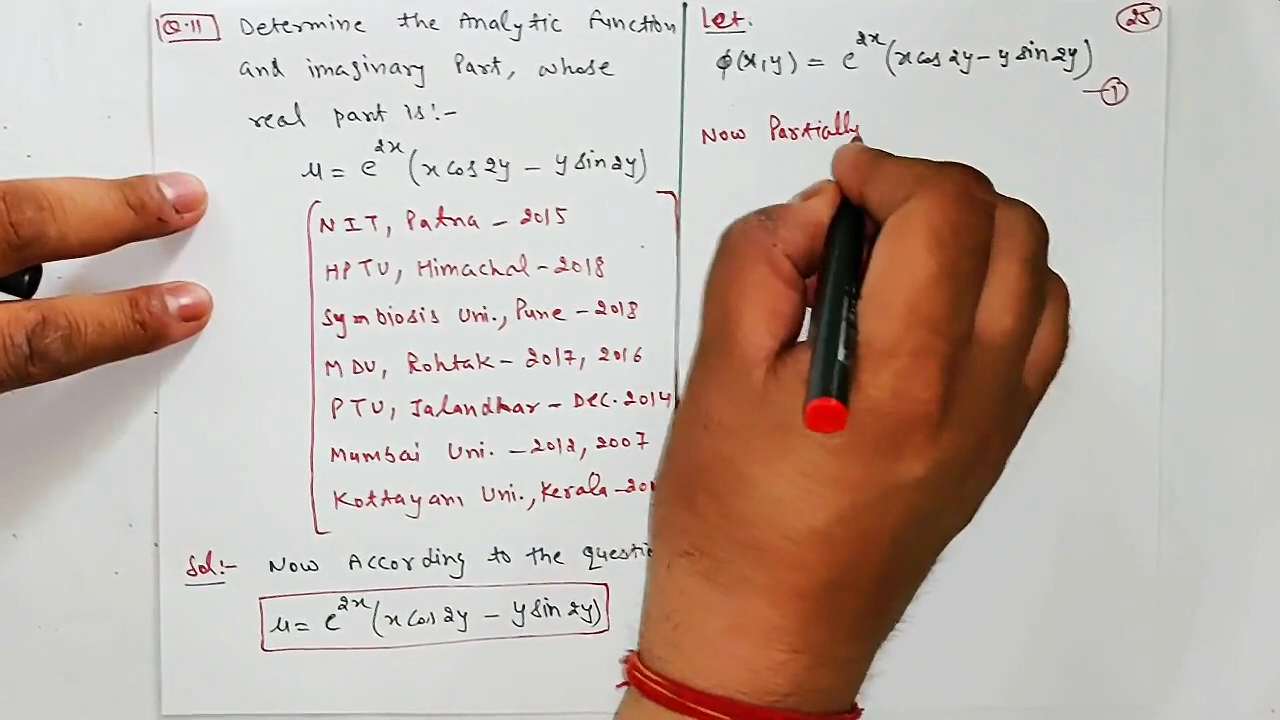 Q.11 Determine the Analytic function
and imaginary Part, whose
real part is:-
u = e^{2x} (x cos 2y - y sin 2y)
NIT, Patna - 2015
HPTU, Himachal - 2018
Symbiosis Uni., Pune - 2018
MDU, Rohtak - 2017, 2016
PTU, Jalandhar - Dec. 2014
Mumbai Uni. - 2012, 2007
Kottayam Uni., Kerala -
Sol:- Now According to the
u = e^{2x} (x cos 2y - y sin 2y)
25
Let.
φ(x,y) = e^{2x} (x cos 2y - y sin 2y)
—①
Now Partially